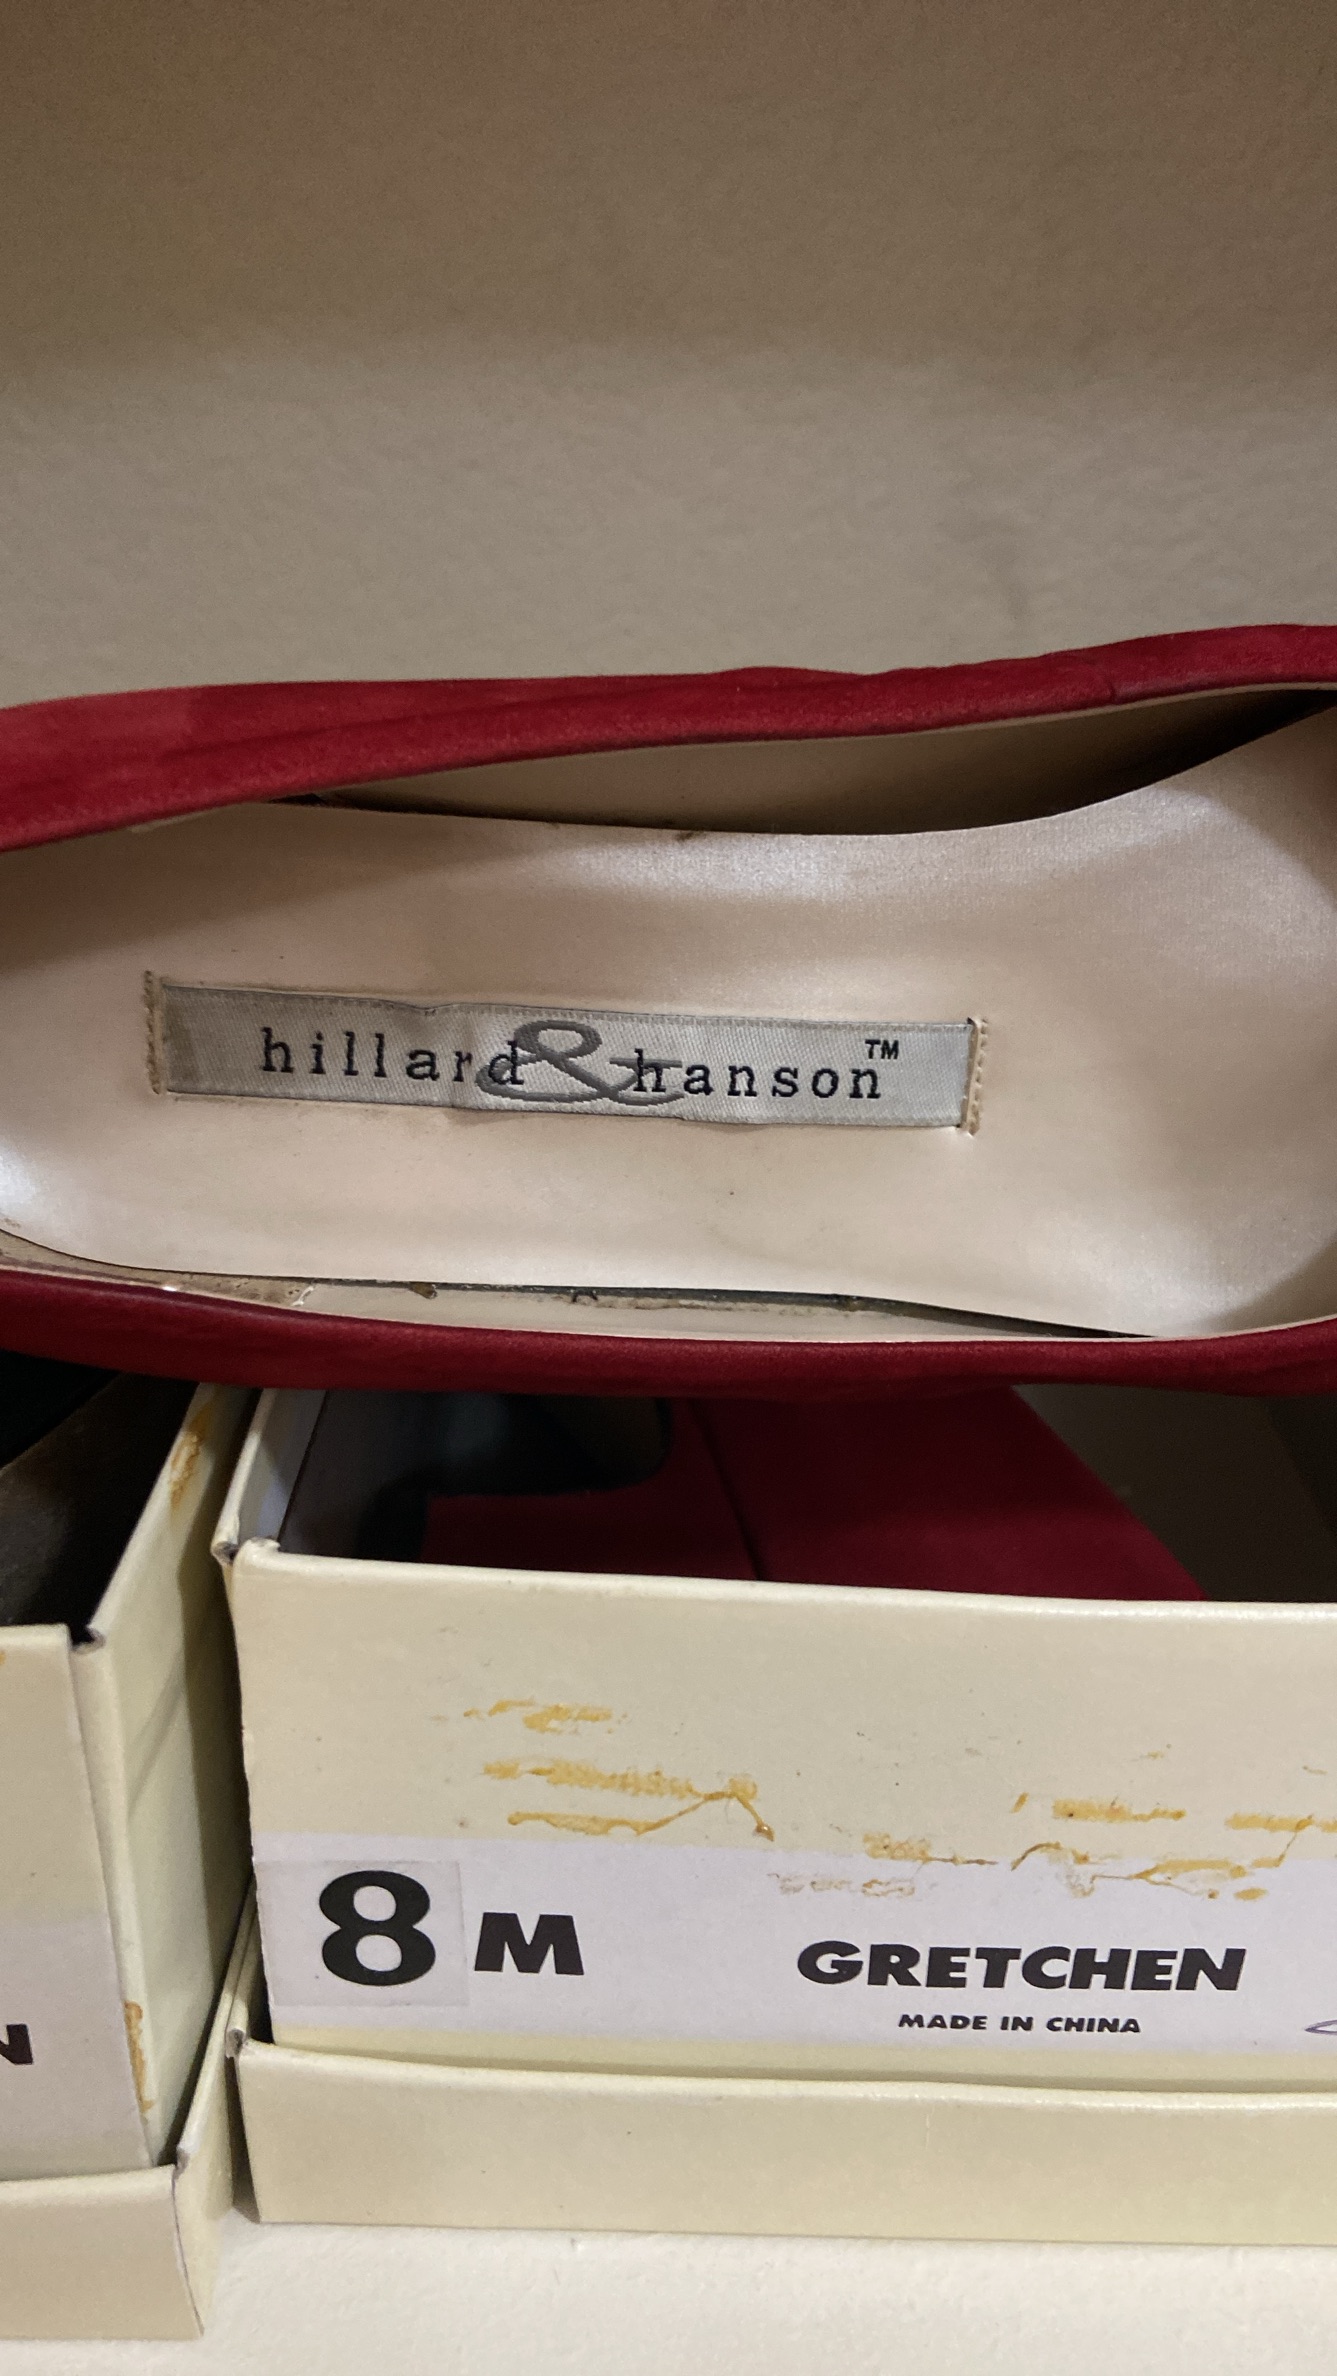 hillard & hanson™
8 M
GRETCHEN
MADE IN CHINA
N